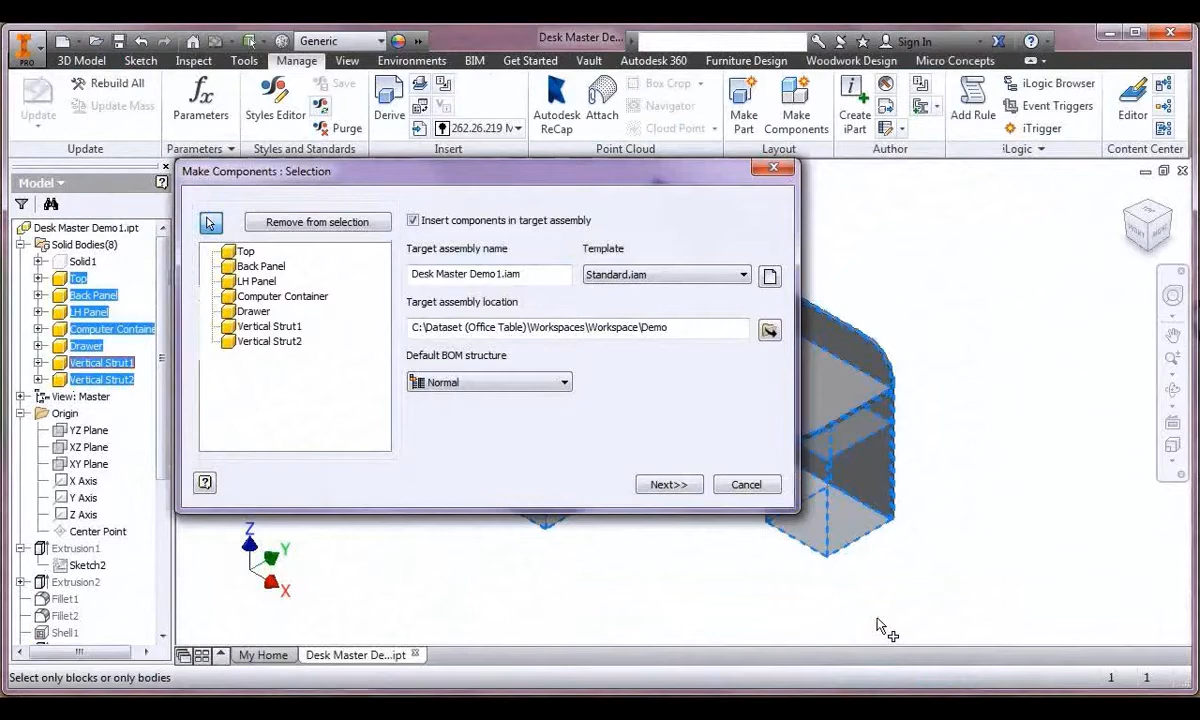 PRO
Generic
Desk Master De...
Sign In
3D Model Sketch Inspect Tools Manage View Environments BIM Get Started Vault Autodesk 360 Furniture Design Woodwork Design Micro Concepts
Update
Rebuild All
Update Mass
Update
fx
Parameters
Parameters
Styles Editor
Save
Purge
Styles and Standards
Derive
262.26.219 M
Insert
Autodesk
ReCap
Attach
Box Crop
Navigator
Cloud Point
Point Cloud
Make
Part
Make
Components
Layout
Create
iPart
Author
Add Rule
iLogic Browser
Event Triggers
iTrigger
iLogic
Editor
Content Center
Model
Desk Master Demo1.ipt
Solid Bodies(8)
Solid1
Top
Back Panel
LH Panel
Computer Containe
Drawer
Vertical Strut1
Vertical Strut2
View: Master
Origin
YZ Plane
XZ Plane
XY Plane
X Axis
Y Axis
Z Axis
Center Point
Extrusion1
Sketch2
Extrusion2
Fillet1
Fillet2
Shell1
Make Components : Selection
Remove from selection
Top
Back Panel
LH Panel
Computer Container
Drawer
Vertical Strut1
Vertical Strut2
Insert components in target assembly
Target assembly name
Template
Desk Master Demo1.iam
Standard.iam
Target assembly location
C:\Dataset (Office Table)\Workspaces\Workspace\Demo
Default BOM structure
Normal
Next>>
Cancel
Z
Y
X
My Home
Desk Master De...ipt
Select only blocks or only bodies
1 1